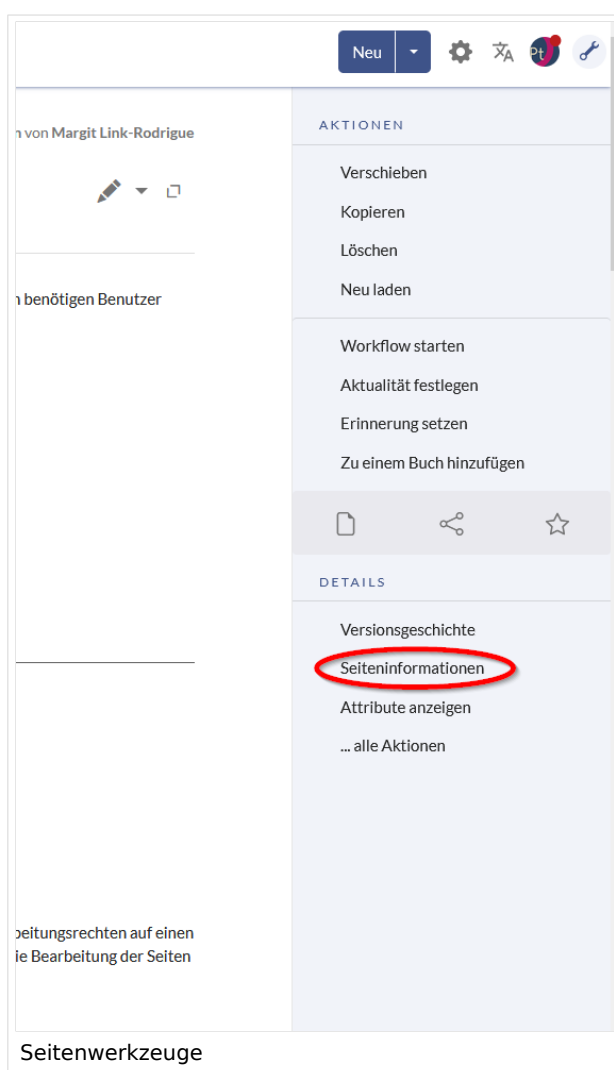 Neu
Pt
n von Margit Link-Rodrigue
AKTIONEN
Verschieben
Kopieren
Löschen
Neu laden
n benötigen Benutzer
Workflow starten
Aktualität festlegen
Erinnerung setzen
Zu einem Buch hinzufügen
DETAILS
Versionsgeschichte
Seiteninformationen
Attribute anzeigen
... alle Aktionen
beitungsrechten auf einen
ie Bearbeitung der Seiten
Seitenwerkzeuge